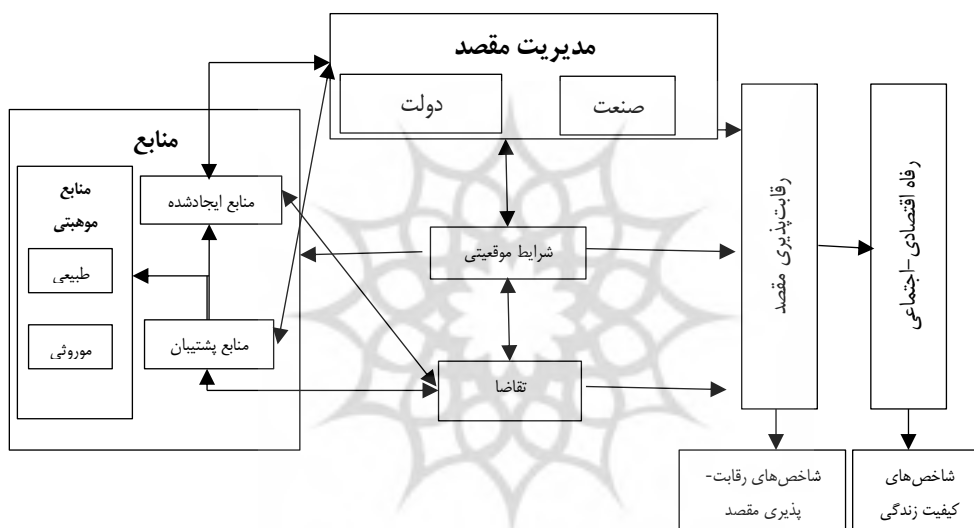 مدیریت مقصد
صنعت
دولت
منابع
منابع
موهبتی
طبیعی
موروثی
منابع ایجادشده
منابع پشتیبان
شرایط موقعیتی
تقاضا
رقابت‌پذیری مقصد
رفاه اقتصادی-اجتماعی
شاخص‌های رقابت-
پذیری مقصد
شاخص‌های
کیفیت زندگی